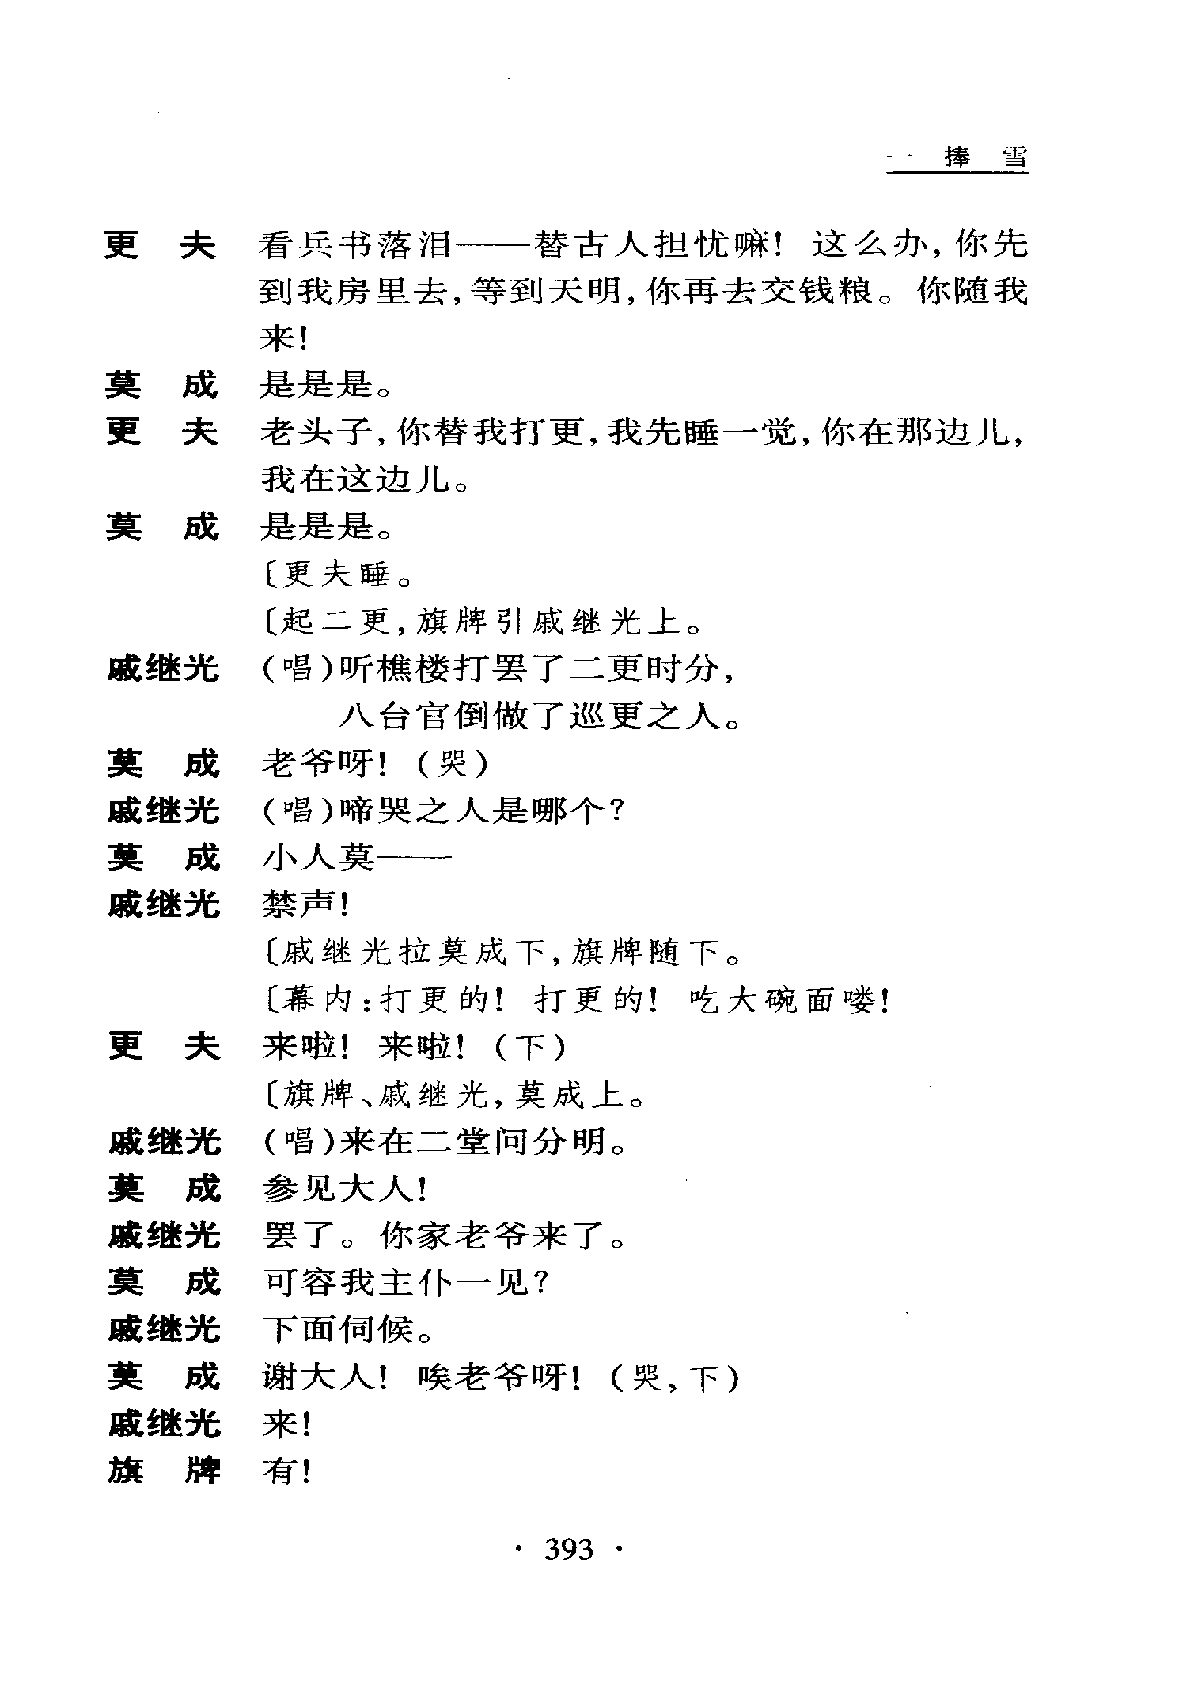 一捧雪
更　夫　看兵书落泪——替古人担忧嘛！这么办，你先
到我房里去，等到天明，你再去交钱粮。你随我
来！
莫　成　是是是。
更　夫　老头子，你替我打更，我先睡一觉，你在那边儿，
我在这边儿。
莫　成　是是是。
〔更夫睡。
〔起二更，旗牌引戚继光上。
戚继光　（唱）听樵楼打罢了二更时分，
八台官倒做了巡更之人。
莫　成　老爷呀！（哭）
戚继光　（唱）啼哭之人是哪个？
莫　成　小人莫——
戚继光　禁声！
〔戚继光拉莫成下，旗牌随下。
〔幕内：打更的！打更的！吃大碗面喽！
更　夫　来啦！来啦！（下）
〔旗牌、戚继光，莫成上。
戚继光　（唱）来在二堂问分明。
莫　成　参见大人！
戚继光　罢了。你家老爷来了。
莫　成　可容我主仆一见？
戚继光　下面伺候。
莫　成　谢大人！唉老爷呀！（哭，下）
戚继光　来！
旗　牌　有！
· 393 ·